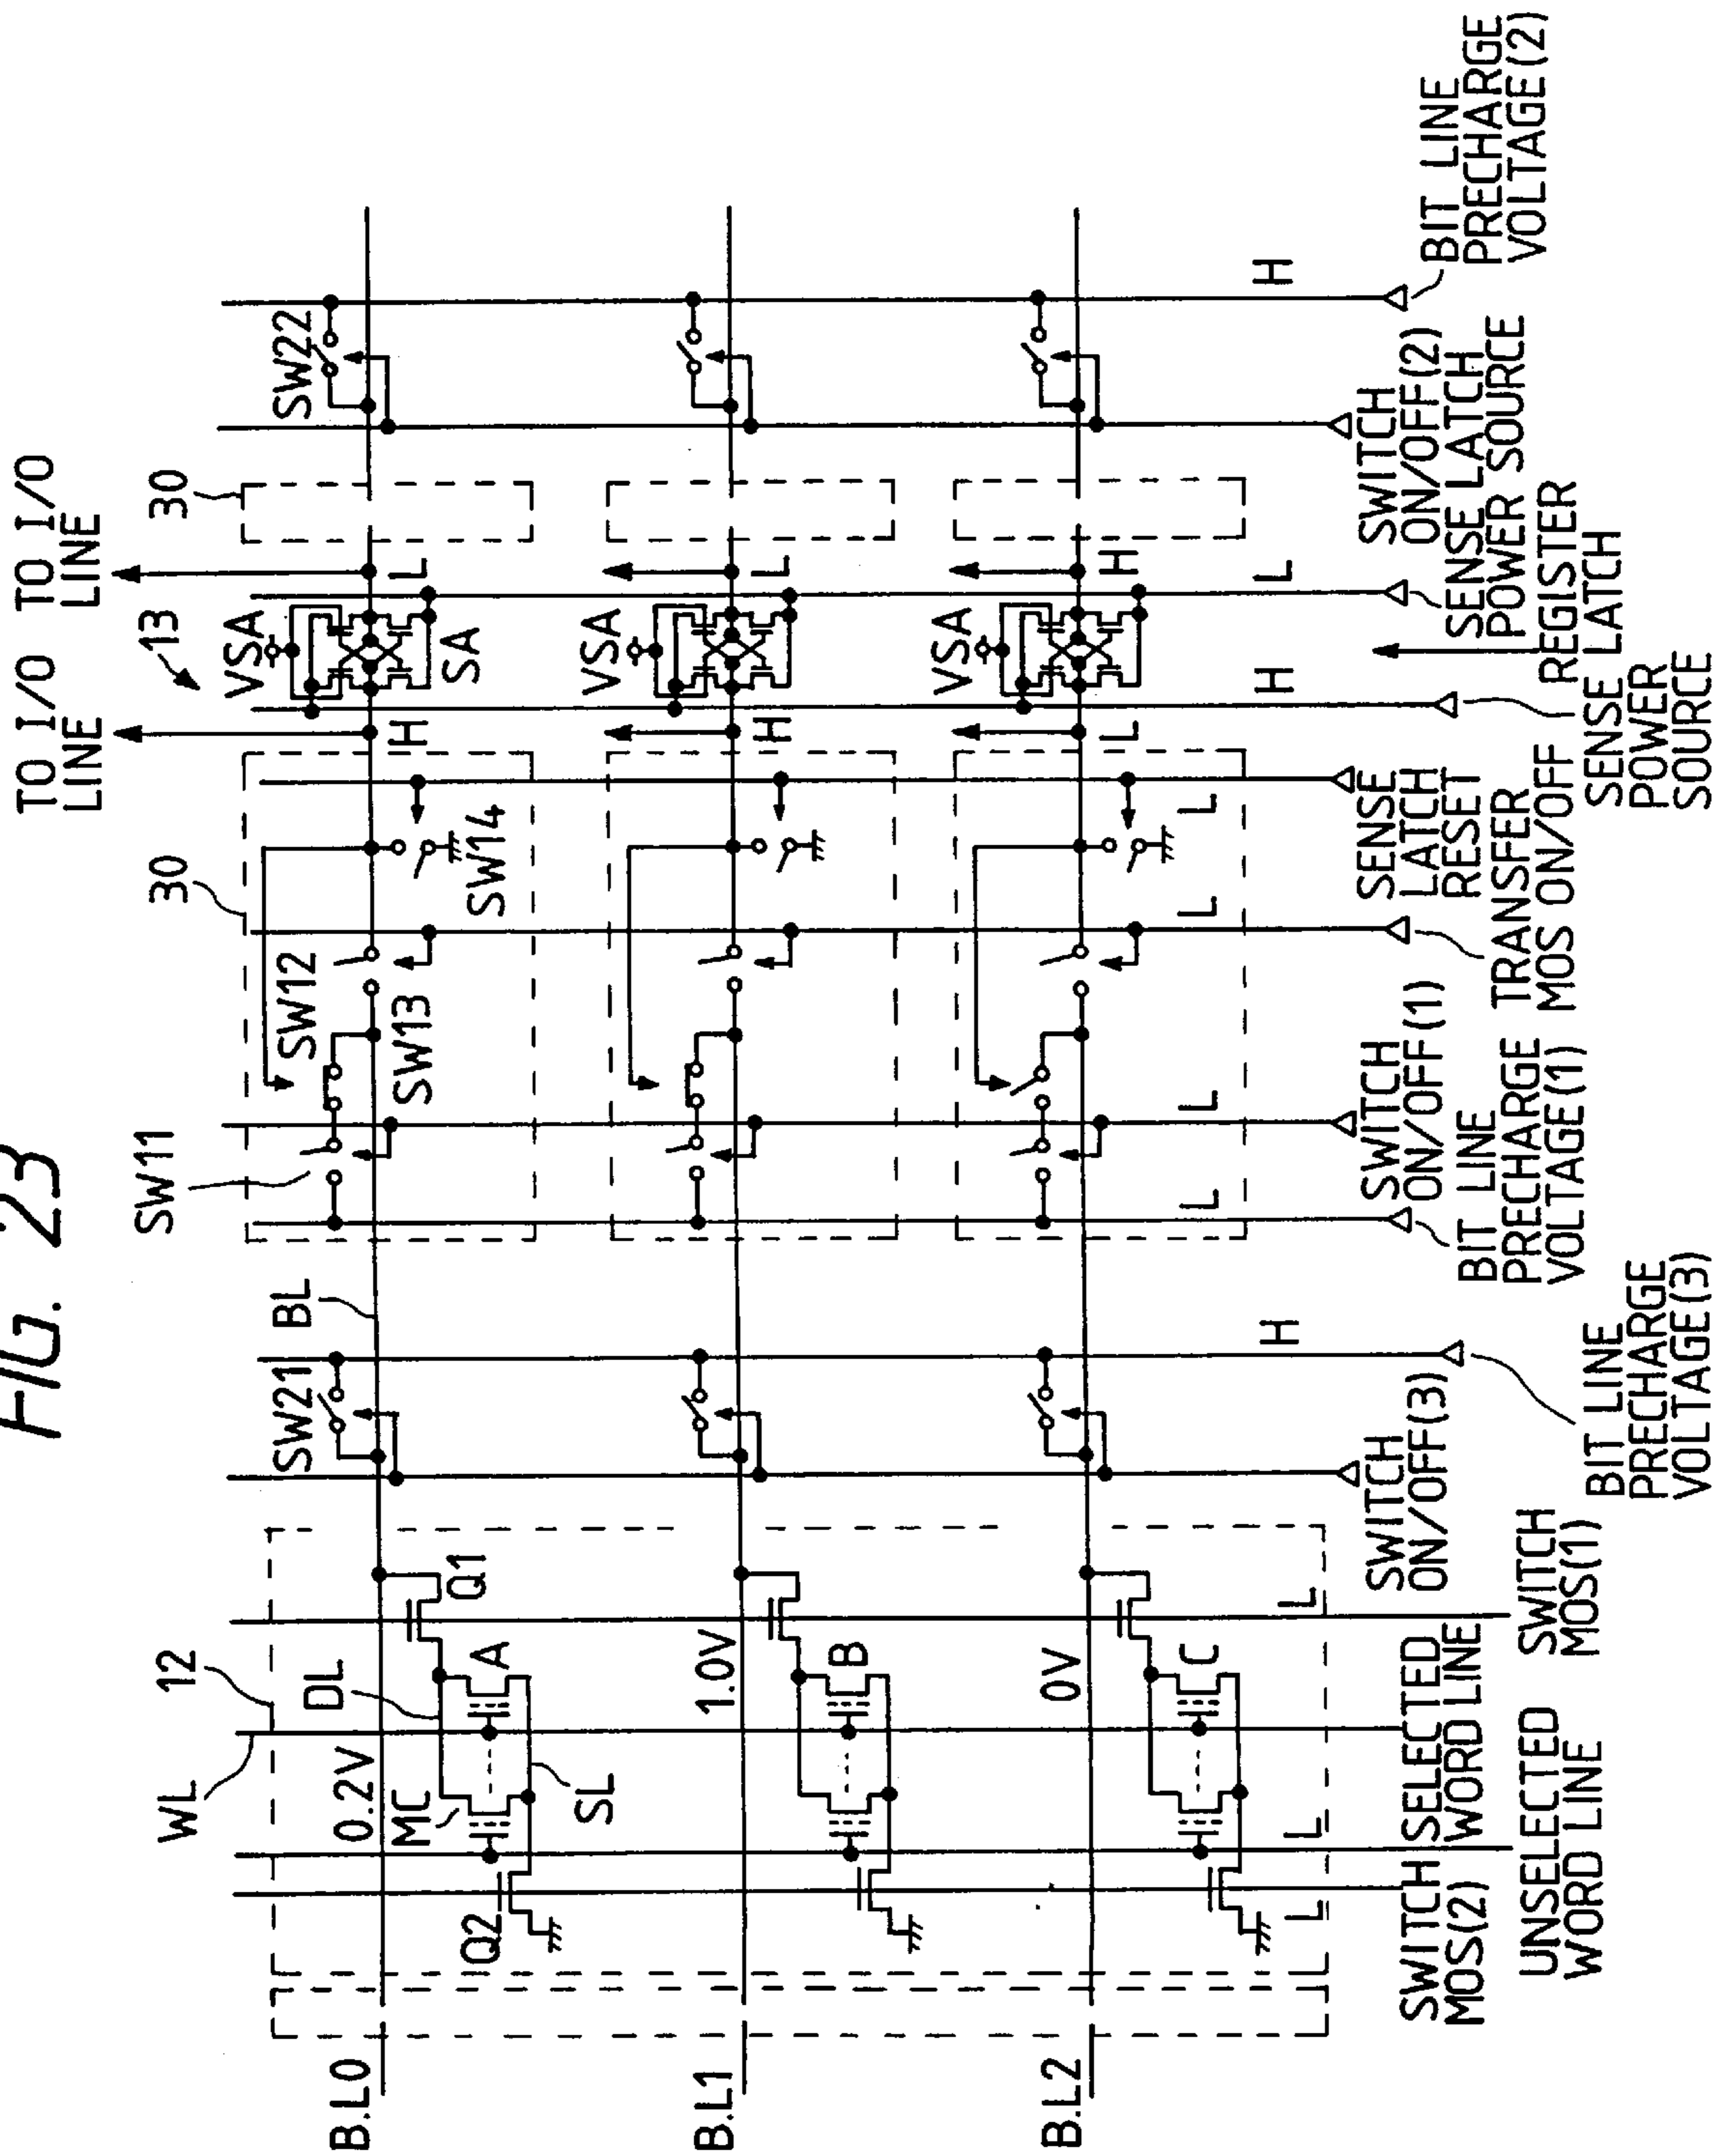 FIG. 23
TO I/O
LINE
TO I/O
LINE
WL
12
SW11
30
13
30
B.L0
0.2V
DL
MC
A
Q1
Q2
SL
SW21
BL
SW12
SW13
SW14
H
VSA
SA
L
SW22
B.L1
1.0V
B
H
VSA
L
B.L2
0V
C
L
VSA
H
L
L
L
H
L
L
L
L
H
L
H
SWITCH
MOS(2)
UNSELECTED
WORD LINE
SELECTED
WORD LINE
SWITCH
MOS(1)
SWITCH
ON/OFF(3)
BIT LINE
PRECHARGE
VOLTAGE(3)
BIT LINE
PRECHARGE
VOLTAGE(1)
SWITCH
ON/OFF(1)
TRANSFER
MOS ON/OFF
SENSE
LATCH
RESET
SENSE LATCH
POWER
SOURCE
REGISTER
SENSE LATCH
POWER SOURCE
SWITCH
ON/OFF(2)
BIT LINE
PRECHARGE
VOLTAGE(2)